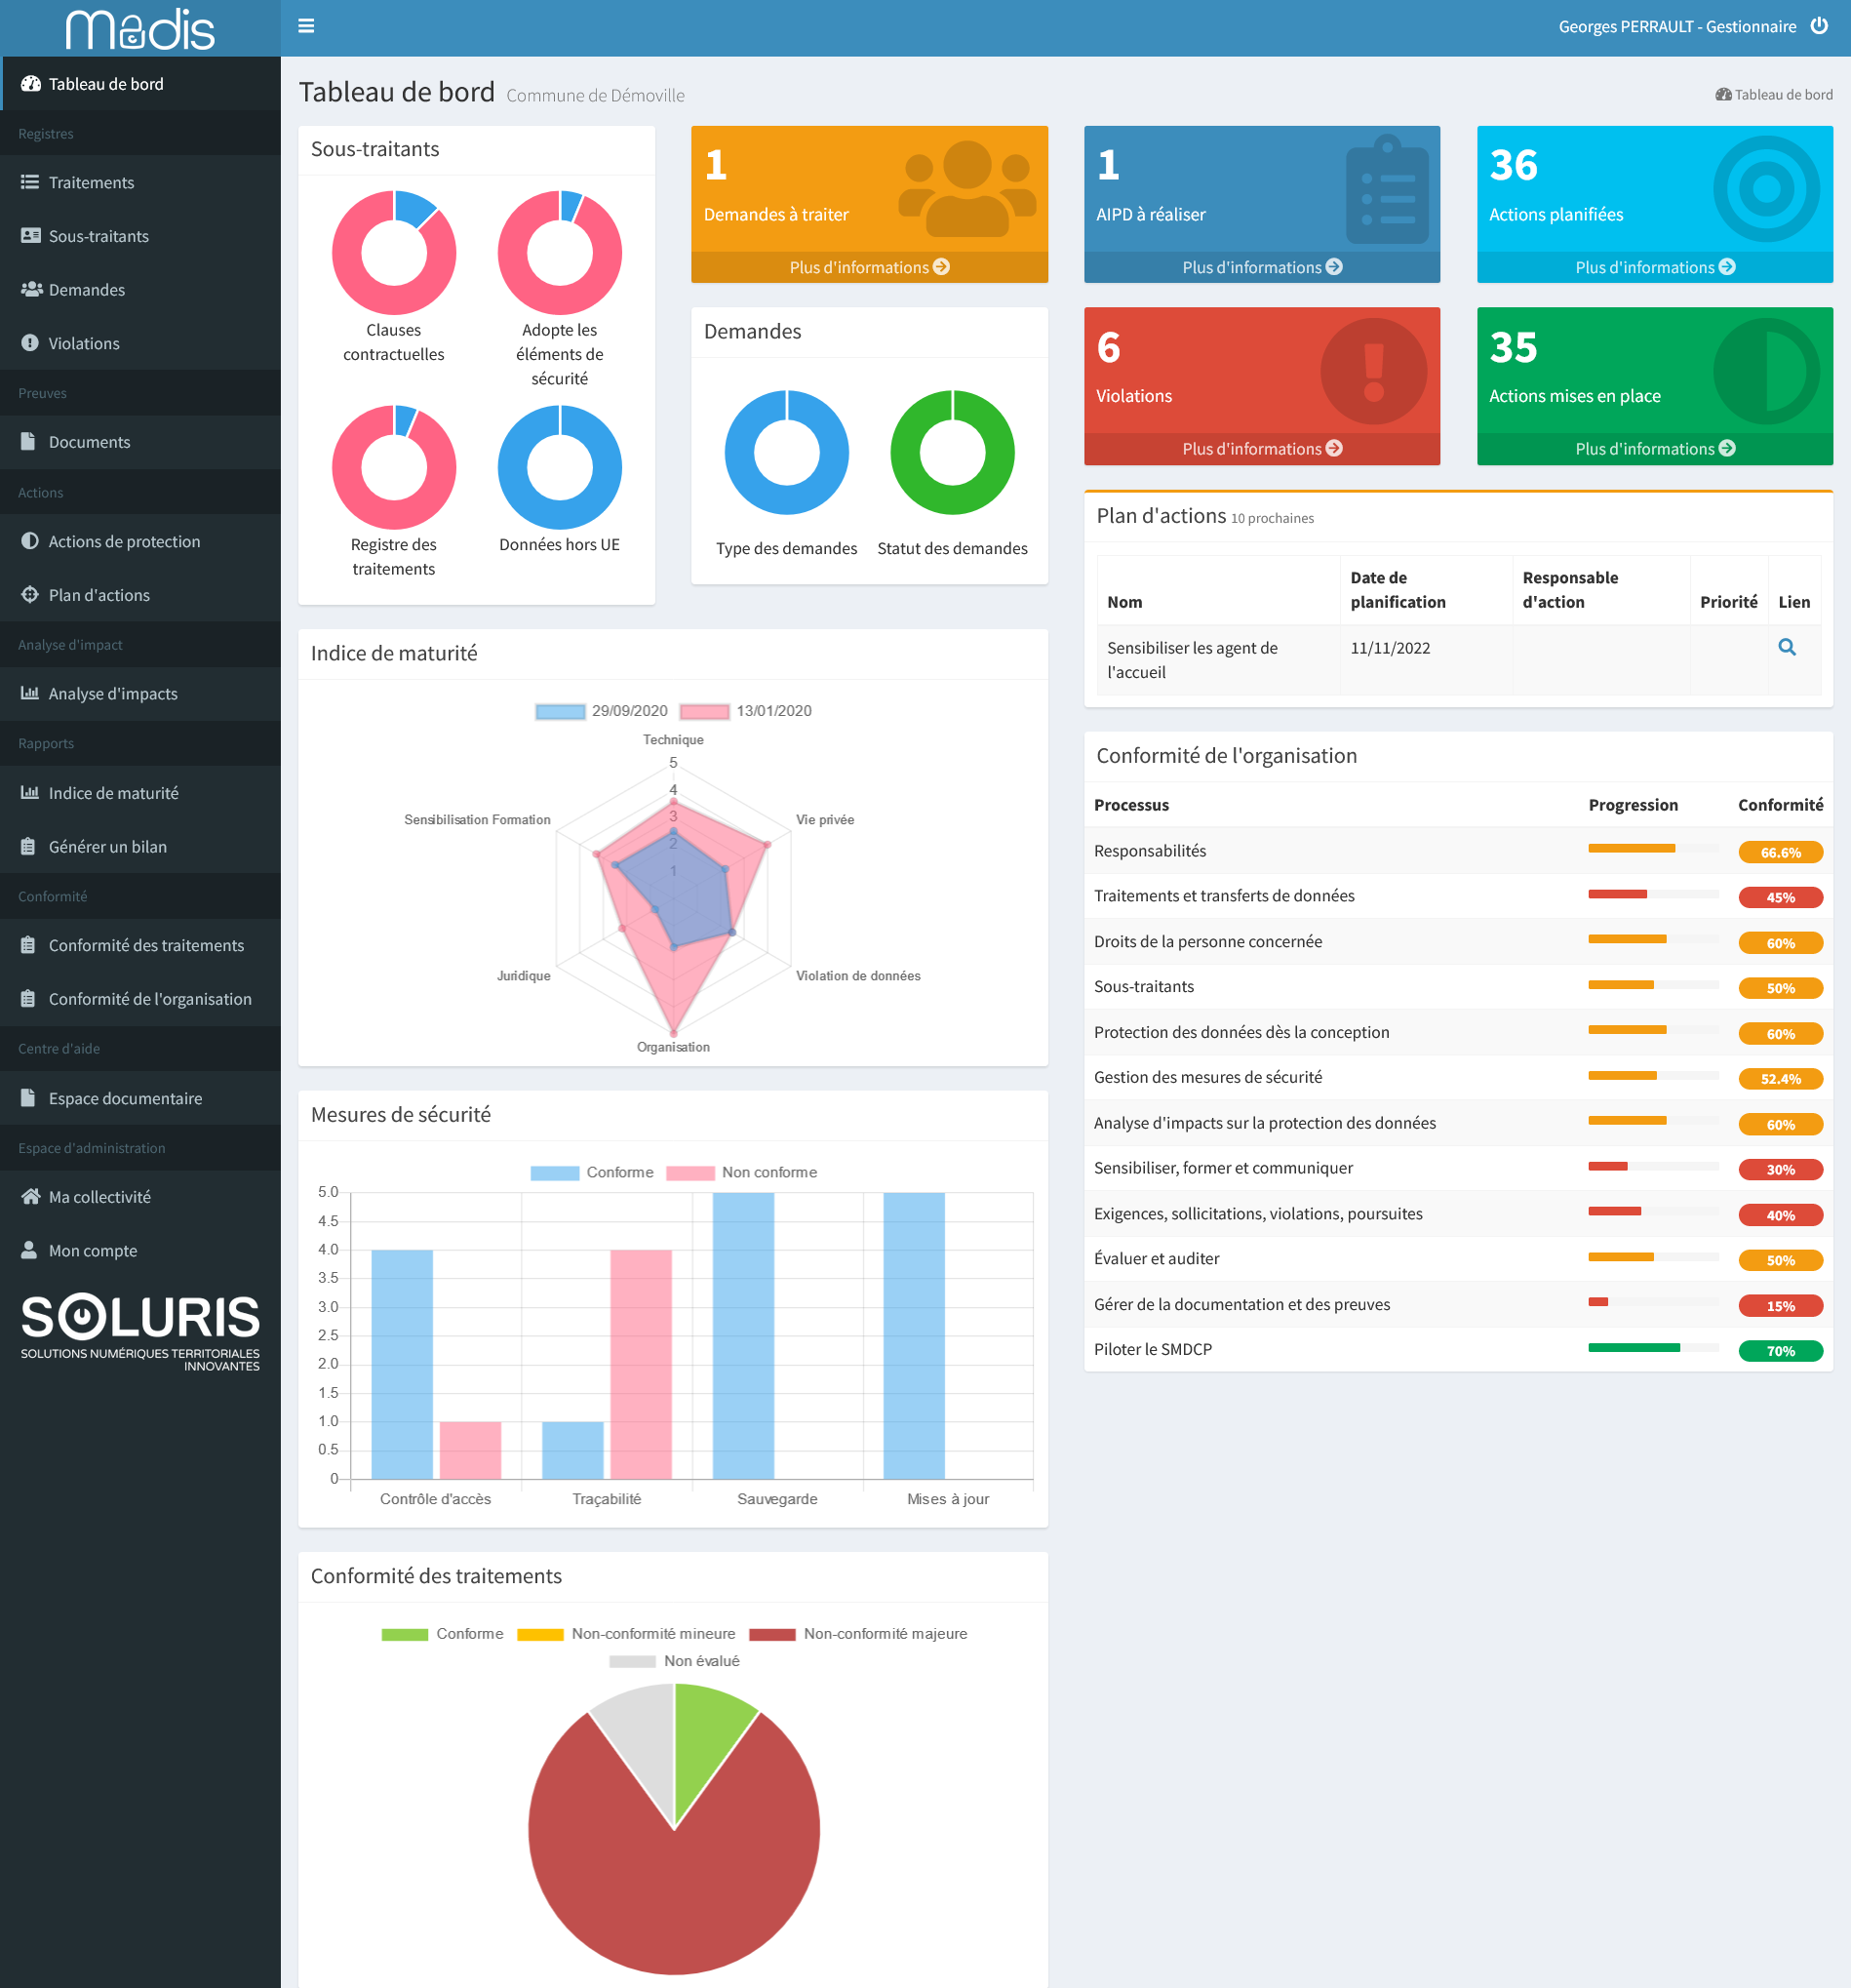 Madis
Georges PERRAULT - Gestionnaire
Tableau de bord
Registres
Traitements
Sous-traitants
Demandes
Violations
Preuves
Documents
Actions
Actions de protection
Plan d'actions
Analyse d'impact
Analyse d'impacts
Rapports
Indice de maturité
Générer un bilan
Conformité
Conformité des traitements
Conformité de l'organisation
Centre d'aide
Espace documentaire
Espace d'administration
Ma collectivité
Mon compte
SOLURIS
SOLUTIONS NUMÉRIQUES TERRITORIALES
INNOVANTES
Tableau de bord Commune de Démoville
Tableau de bord
Sous-traitants
Clauses
contractuelles
Adopte les
éléments de
sécurité
Registre des
traitements
Données hors UE
1
Demandes à traiter
Plus d'informations
1
AIPD à réaliser
Plus d'informations
36
Actions planifiées
Plus d'informations
Demandes
Type des demandes
Statut des demandes
6
Violations
Plus d'informations
35
Actions mises en place
Plus d'informations
Plan d'actions 10 prochaines
Nom
Date de
planification
Responsable
d'action
Priorité
Lien
Sensibiliser les agent de
l'accueil
11/11/2022
Indice de maturité
29/09/2020 13/01/2020
Technique
5
4
3
2
1
Sensibilisation Formation
Vie privée
Juridique
Violation de données
Organisation
Conformité de l'organisation
Processus Progression Conformité
Responsabilités 66.6%
Traitements et transferts de données 45%
Droits de la personne concernée 60%
Sous-traitants 50%
Protection des données dès la conception 60%
Gestion des mesures de sécurité 52.4%
Analyse d'impacts sur la protection des données 60%
Sensibiliser, former et communiquer 30%
Exigences, sollicitations, violations, poursuites 40%
Évaluer et auditer 50%
Gérer de la documentation et des preuves 15%
Piloter le SMDCP 70%
Mesures de sécurité
Conforme Non conforme
5.0
4.5
4.0
3.5
3.0
2.5
2.0
1.5
1.0
0.5
0
Contrôle d'accès Traçabilité Sauvegarde Mises à jour
Conformité des traitements
Conforme Non-conformité mineure Non-conformité majeure
Non évalué